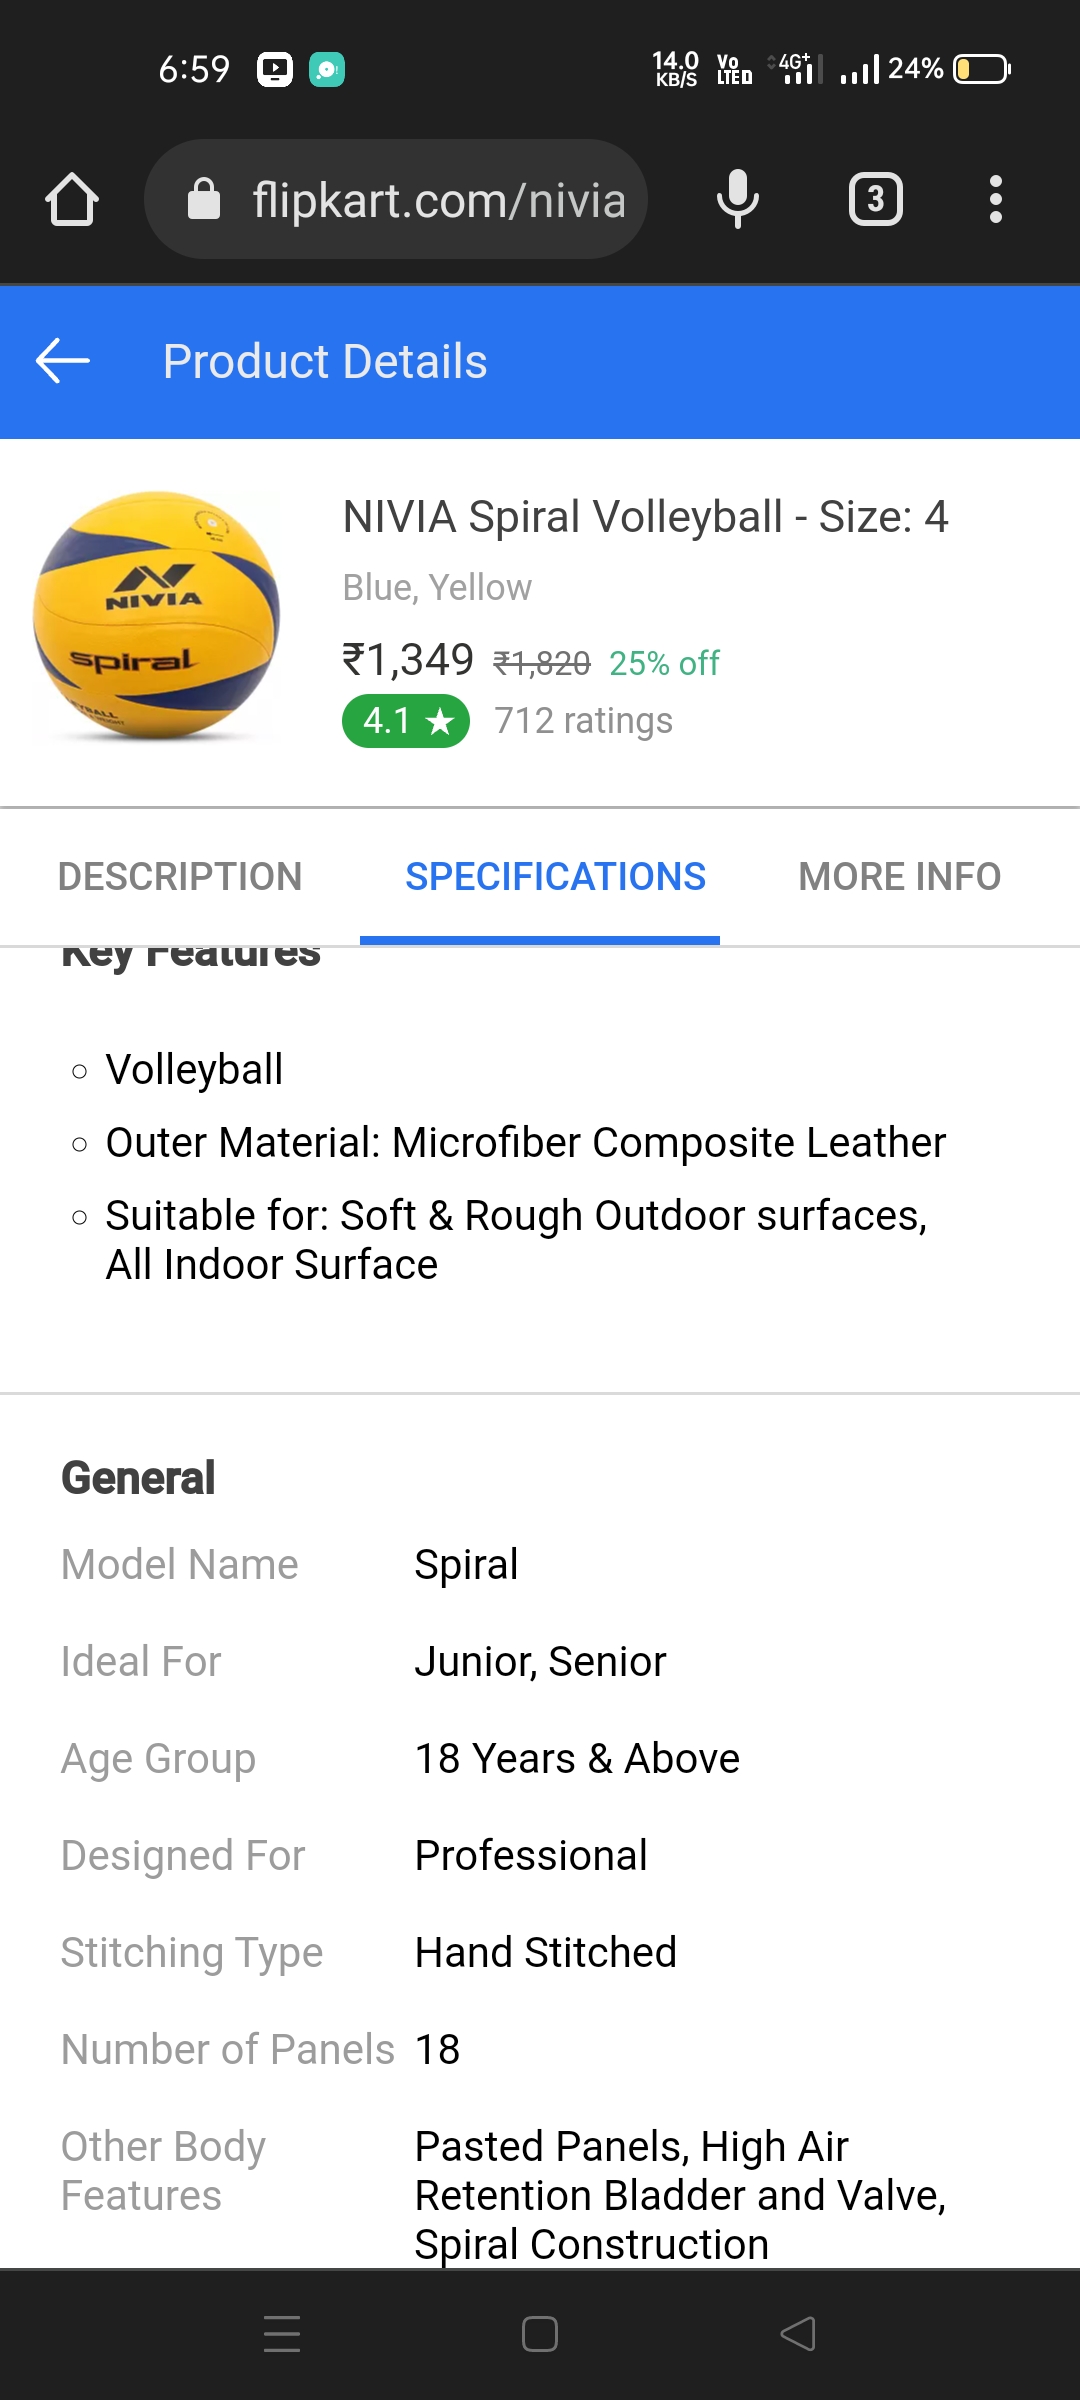 6:59
14.0 KB/S Vo LTED 4G+ 24%
flipkart.com/nivia
3
Product Details
NIVIA
spiral
NIVIA Spiral Volleyball - Size: 4
Blue, Yellow
₹1,349 ₹1,820 25% off
4.1 ★ 712 ratings
DESCRIPTION SPECIFICATIONS MORE INFO
Key Features
Volleyball
Outer Material: Microfiber Composite Leather
Suitable for: Soft & Rough Outdoor surfaces,
All Indoor Surface
General
Model Name Spiral
Ideal For Junior, Senior
Age Group 18 Years & Above
Designed For Professional
Stitching Type Hand Stitched
Number of Panels 18
Other Body Pasted Panels, High Air
Features Retention Bladder and Valve,
Spiral Construction